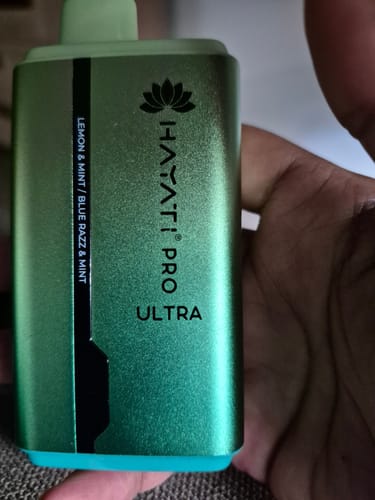 HAYATI® PRO
ULTRA
LEMON & MINT / BLUE RAZZ & MINT